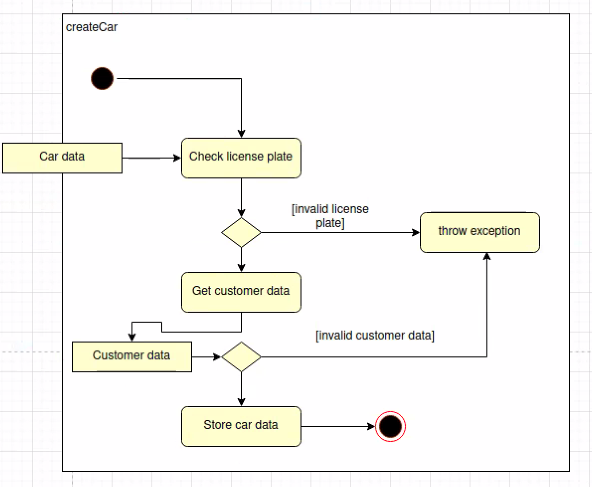 createCar
Car data
Check license plate
[invalid license
plate]
throw exception
Get customer data
[invalid customer data]
Customer data
Store car data